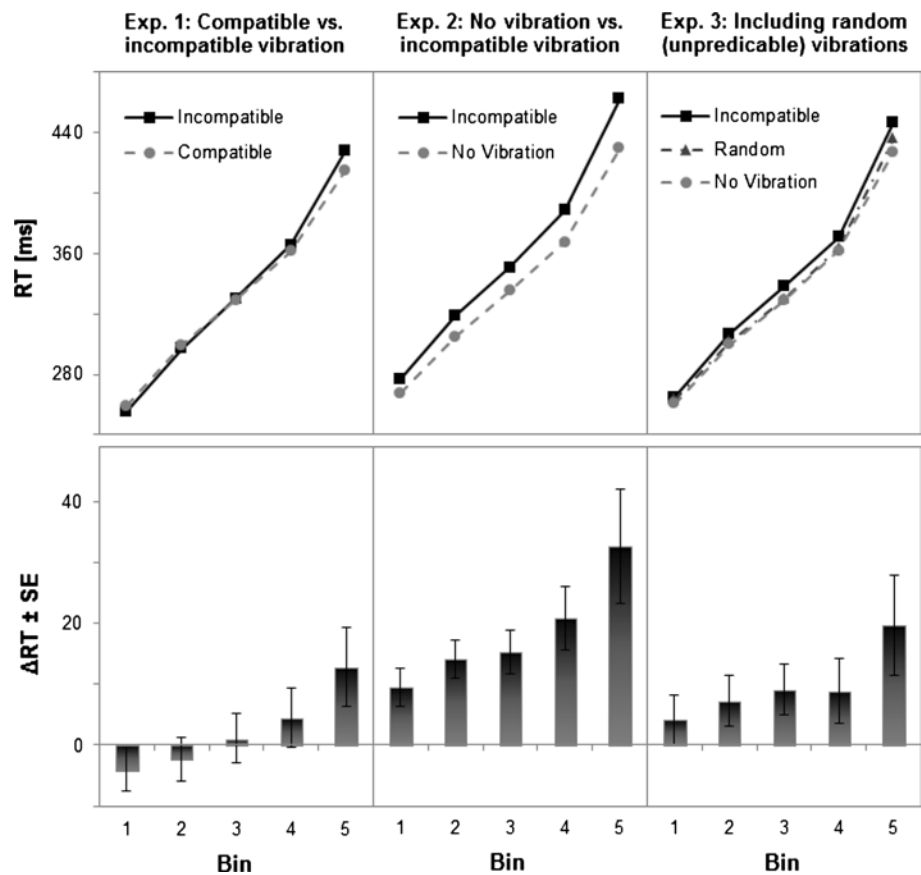 Exp. 1: Compatible vs.
incompatible vibration
Exp. 2: No vibration vs.
incompatible vibration
Exp. 3: Including random
(unpredicable) vibrations
Incompatible
Compatible
Incompatible
No Vibration
Incompatible
Random
No Vibration
440
360
280
RT [ms]
40
20
0
ΔRT ± SE
1 2 3 4 5
1 2 3 4 5
1 2 3 4 5
Bin
Bin
Bin